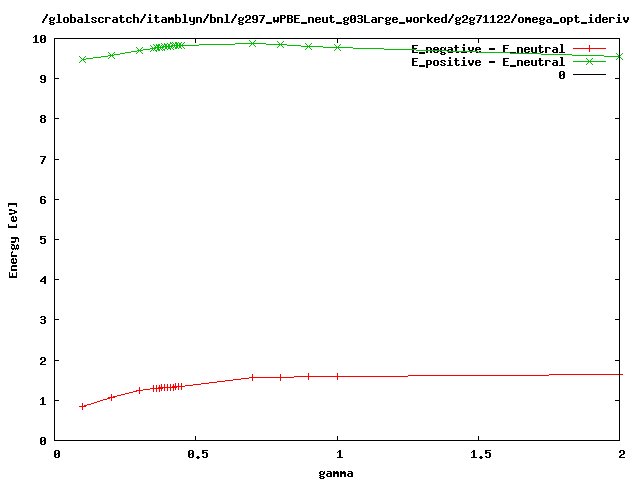 /globalscratch/itamblyn/bnl/g297_wPBE_neut_g03Large_worked/g2g71122/omega_opt_ideriv
10
9
8
7
6
5
4
3
2
1
0
Energy [eV]
E_negative - E_neutral
E_positive - E_neutral
0
0 0.5 1 1.5 2
gamma